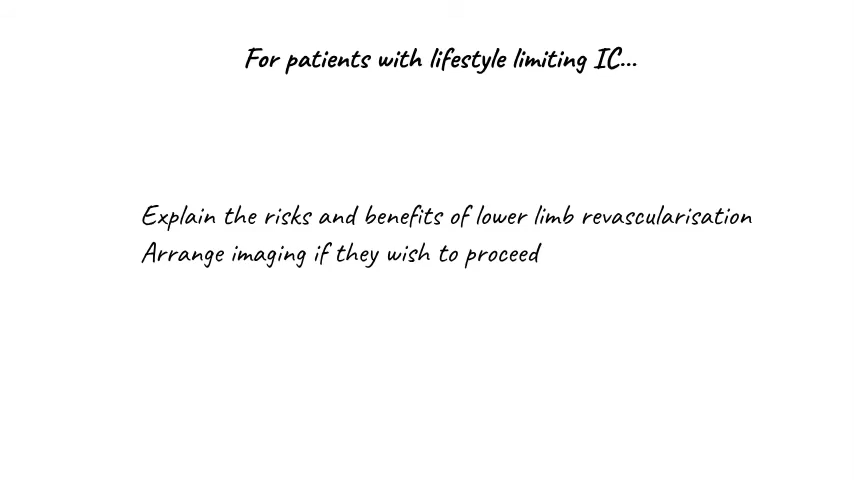 For patients with lifestyle limiting IC...
Explain the risks and benefits of lower limb revascularisation
Arrange imaging if they wish to proceed